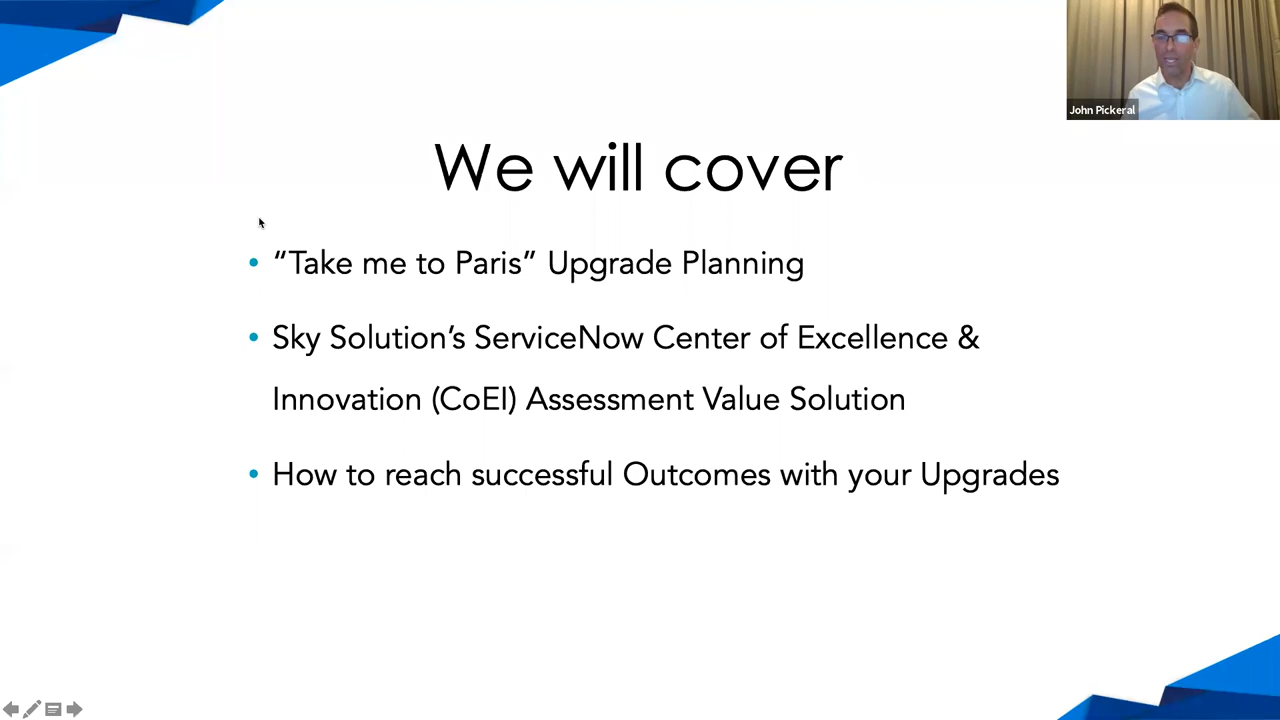 John Pickeral
We will cover
• “Take me to Paris” Upgrade Planning
• Sky Solution’s ServiceNow Center of Excellence &
Innovation (CoEI) Assessment Value Solution
• How to reach successful Outcomes with your Upgrades